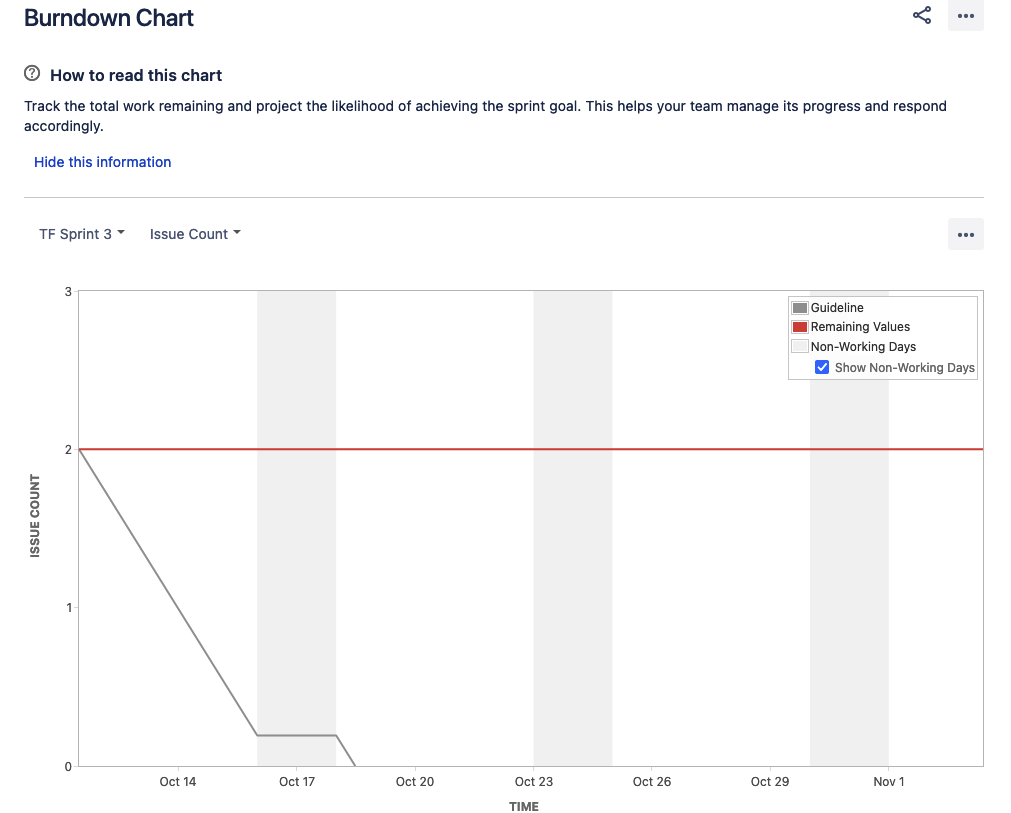 Burndown Chart
How to read this chart
Track the total work remaining and project the likelihood of achieving the sprint goal. This helps your team manage its progress and respond
accordingly.
Hide this information
TF Sprint 3
Issue Count
3
Guideline
Remaining Values
Non-Working Days
Show Non-Working Days
2
ISSUE COUNT
1
0
Oct 14
Oct 17
Oct 20
Oct 23
Oct 26
Oct 29
Nov 1
TIME